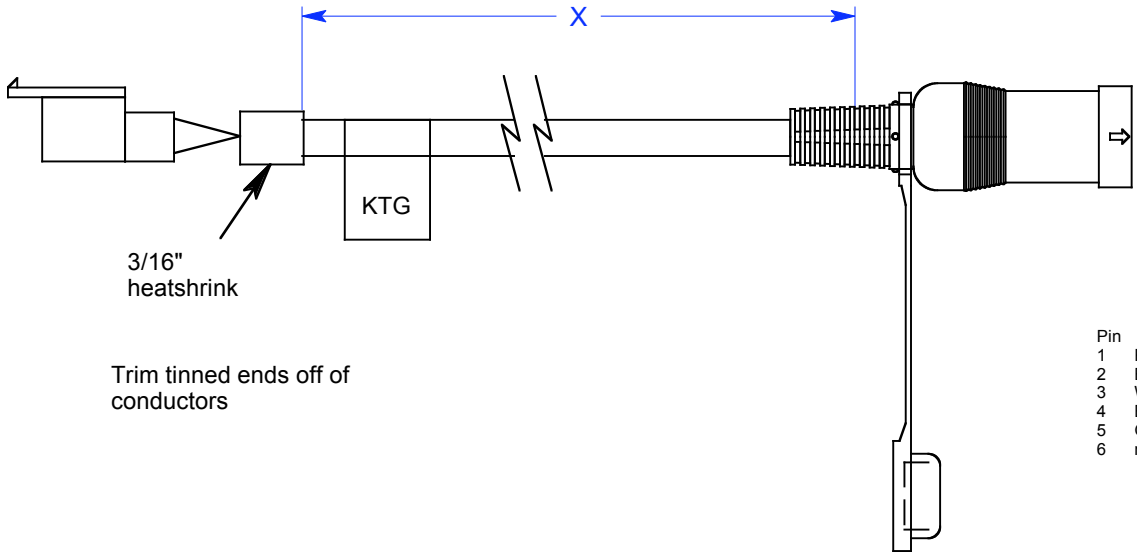 X
KTG
3/16"
heatshrink
Trim tinned ends off of
conductors
Pin
1
2
3
4
5
6